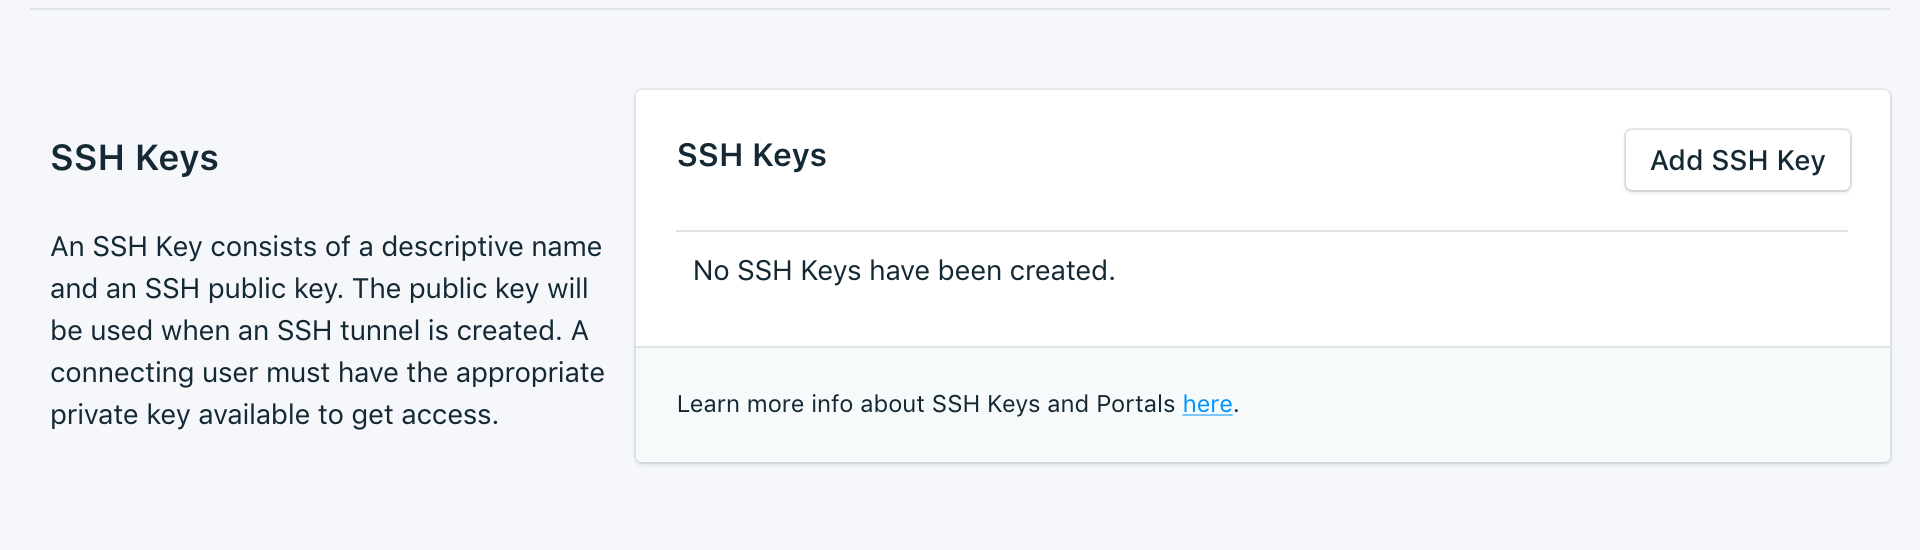 SSH Keys
An SSH Key consists of a descriptive name
and an SSH public key. The public key will
be used when an SSH tunnel is created. A
connecting user must have the appropriate
private key available to get access.
SSH Keys
Add SSH Key
No SSH Keys have been created.
Learn more info about SSH Keys and Portals here.